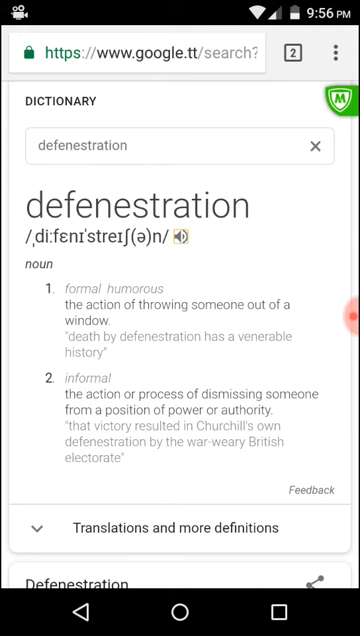 9:56 PM
https://www.google.tt/search?
2
DICTIONARY
M
defenestration
defenestration
/ˌdiːfɛnɪˈstreɪʃ(ə)n/
noun
1. formal humorous
the action of throwing someone out of a
window.
"death by defenestration has a venerable
history"
2. informal
the action or process of dismissing someone
from a position of power or authority.
"that victory resulted in Churchill's own
defenestration by the war-weary British
electorate"
Feedback
Translations and more definitions
Defenestration